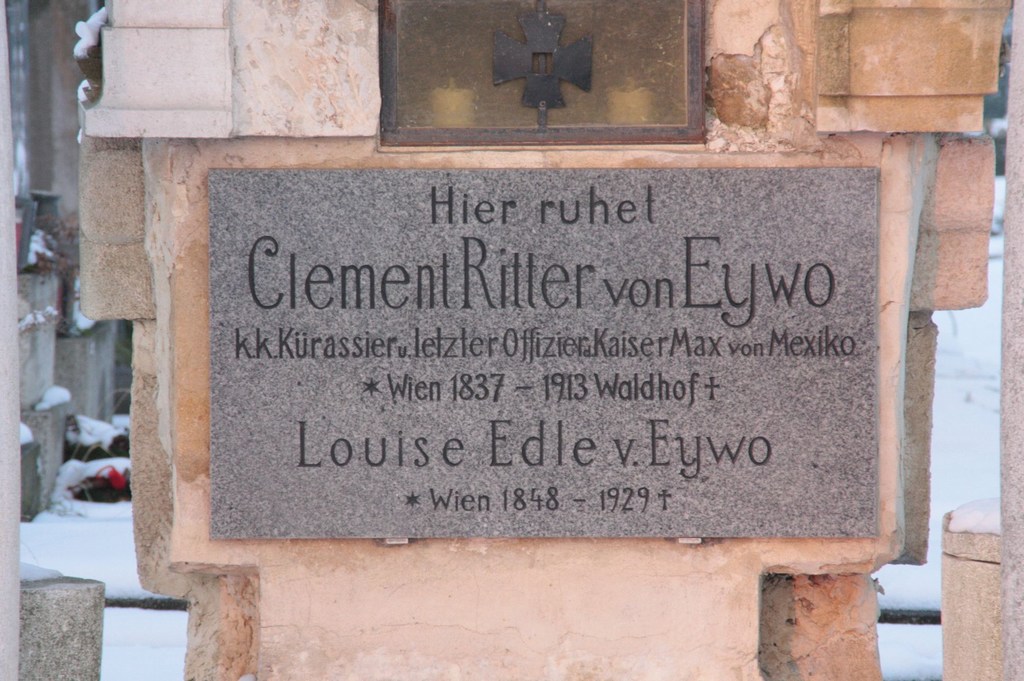 Hier ruhet
Clement Ritter von Eywo
k.k. Kürassier u. letzter Offizier d. Kaiser Max von Mexiko
* Wien 1837 - 1913 Waldhof †
Louise Edle v. Eywo
* Wien 1848 - 1929 †